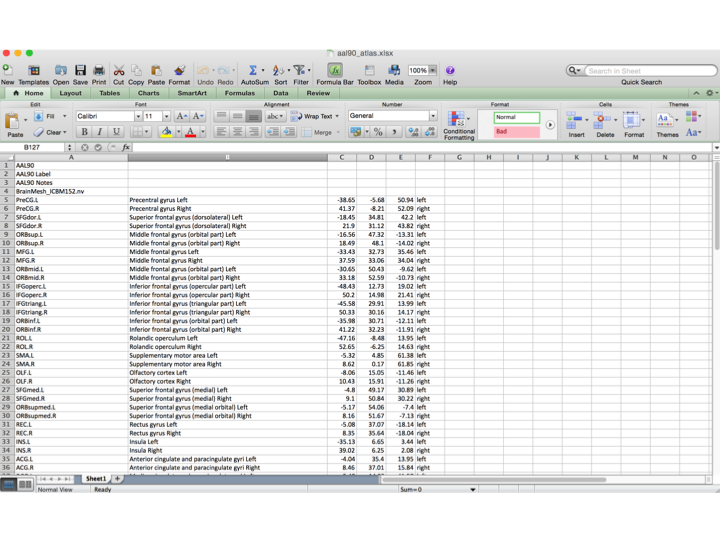 aal90_atlas.xlsx
Search in Sheet
New Templates Open Save Print Cut Copy Paste Format Undo Redo AutoSum Sort Filter Formula Bar Toolbox Media Zoom Help Quick Search
100%
Home Layout Tables Charts SmartArt Formulas Data Review
Edit Font Alignment Number Format Cells Themes
Fill Calibri 11 A A abc Wrap Text General Normal
Paste Clear B I U A Merge % Conditional Formatting Bad Insert Delete Format Themes Aa
B127 fx
A B C D E F G H I J K L M N O
1 AAL90
2 AAL90 Label
3 AAL90 Notes
4 BrainMesh_ICBM152.nv
5 PreCG.L Precentral gyrus Left -38.65 -5.68 50.94 left
6 PreCG.R Precentral gyrus Right 41.37 -8.21 52.09 right
7 SFGdor.L Superior frontal gyrus (dorsolateral) Left -18.45 34.81 42.2 left
8 SFGdor.R Superior frontal gyrus (dorsolateral) Right 21.9 31.12 43.82 right
9 ORBsup.L Middle frontal gyrus (orbital part) Left -16.56 47.32 -13.31 left
10 ORBsup.R Middle frontal gyrus (orbital part) Right 18.49 48.1 -14.02 right
11 MFG.L Middle frontal gyrus Left -33.43 32.73 35.46 left
12 MFG.R Middle frontal gyrus Right 37.59 33.06 34.04 right
13 ORBmid.L Middle frontal gyrus (orbital part) Left -30.65 50.43 -9.62 left
14 ORBmid.R Middle frontal gyrus (orbital part) Right 33.18 52.59 -10.73 right
15 IFGoperc.L Inferior frontal gyrus (opercular part) Left -48.43 12.73 19.02 left
16 IFGoperc.R Inferior frontal gyrus (opercular part) Right 50.2 14.98 21.41 right
17 IFGtriang.L Inferior frontal gyrus (triangular part) Left -45.58 29.91 13.99 left
18 IFGtriang.R Inferior frontal gyrus (triangular part) Right 50.33 30.16 14.17 right
19 ORBinf.L Inferior frontal gyrus (orbital part) Left -35.98 30.71 -12.11 left
20 ORBinf.R Inferior frontal gyrus (orbital part) Right 41.22 32.23 -11.91 right
21 ROL.L Rolandic operculum Left -47.16 -8.48 13.95 left
22 ROL.R Rolandic operculum Right 52.65 -6.25 14.63 right
23 SMA.L Supplementary motor area Left -5.32 4.85 61.38 left
24 SMA.R Supplementary motor area Right 8.62 0.17 61.85 right
25 OLF.L Olfactory cortex Left -8.06 15.05 -11.46 left
26 OLF.R Olfactory cortex Right 10.43 15.91 -11.26 right
27 SFGmed.L Superior frontal gyrus (medial) Left -4.8 49.17 30.89 left
28 SFGmed.R Superior frontal gyrus (medial) Right 9.1 50.84 30.22 right
29 ORBsupmed.L Superior frontal gyrus (medial orbital) Left -5.17 54.06 -7.4 left
30 ORBsupmed.R Superior frontal gyrus (medial orbital) Right 8.16 51.67 -7.13 right
31 REC.L Rectus gyrus Left -5.08 37.07 -18.14 left
32 REC.R Rectus gyrus Right 8.35 35.64 -18.04 right
33 INS.L Insula Left -35.13 6.65 3.44 left
34 INS.R Insula Right 39.02 6.25 2.08 right
35 ACG.L Anterior cingulate and paracingulate gyri Left -4.04 35.4 13.95 left
36 ACG.R Anterior cingulate and paracingulate gyri Right 8.46 37.01 15.84 right
Sheet1
Normal View Ready Sum=0